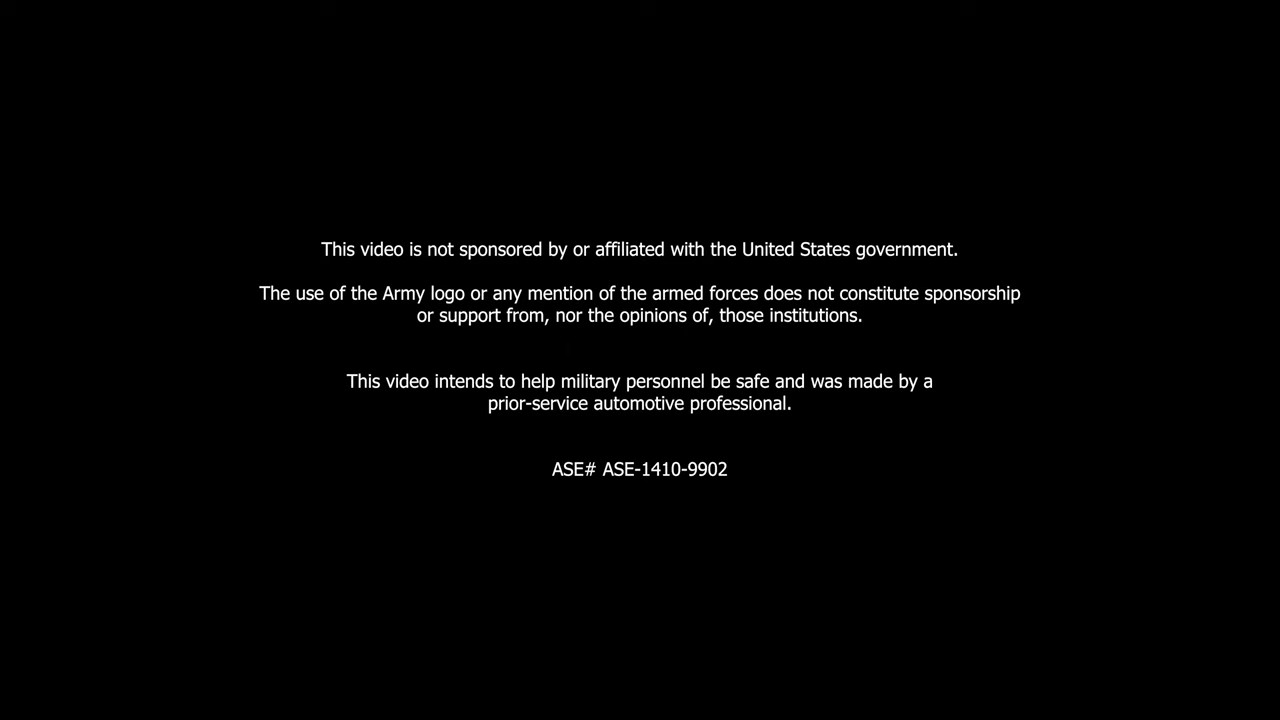 This video is not sponsored by or affiliated with the United States government.
The use of the Army logo or any mention of the armed forces does not constitute sponsorship
or support from, nor the opinions of, those institutions.
This video intends to help military personnel be safe and was made by a
prior-service automotive professional.
ASE# ASE-1410-9902